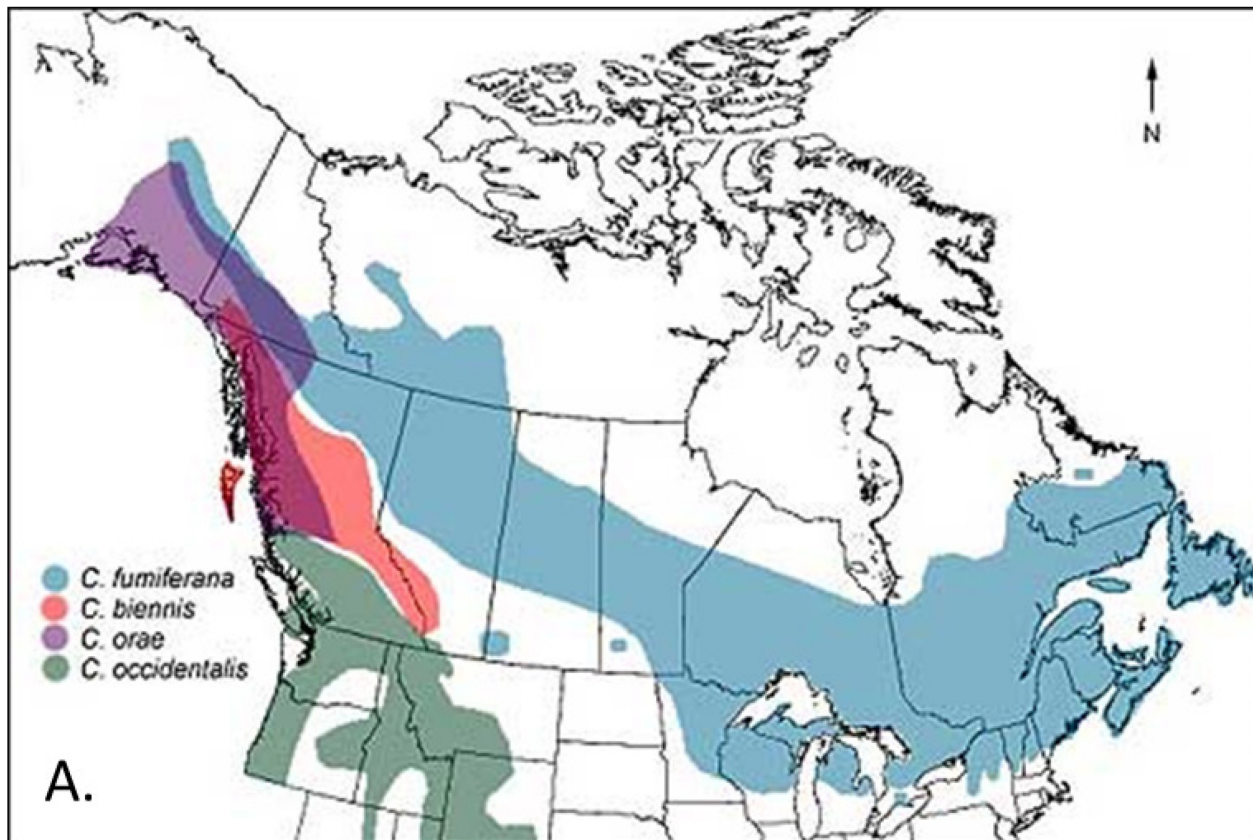 N
C. fumiferana
C. biennis
C. orae
C. occidentalis
A.